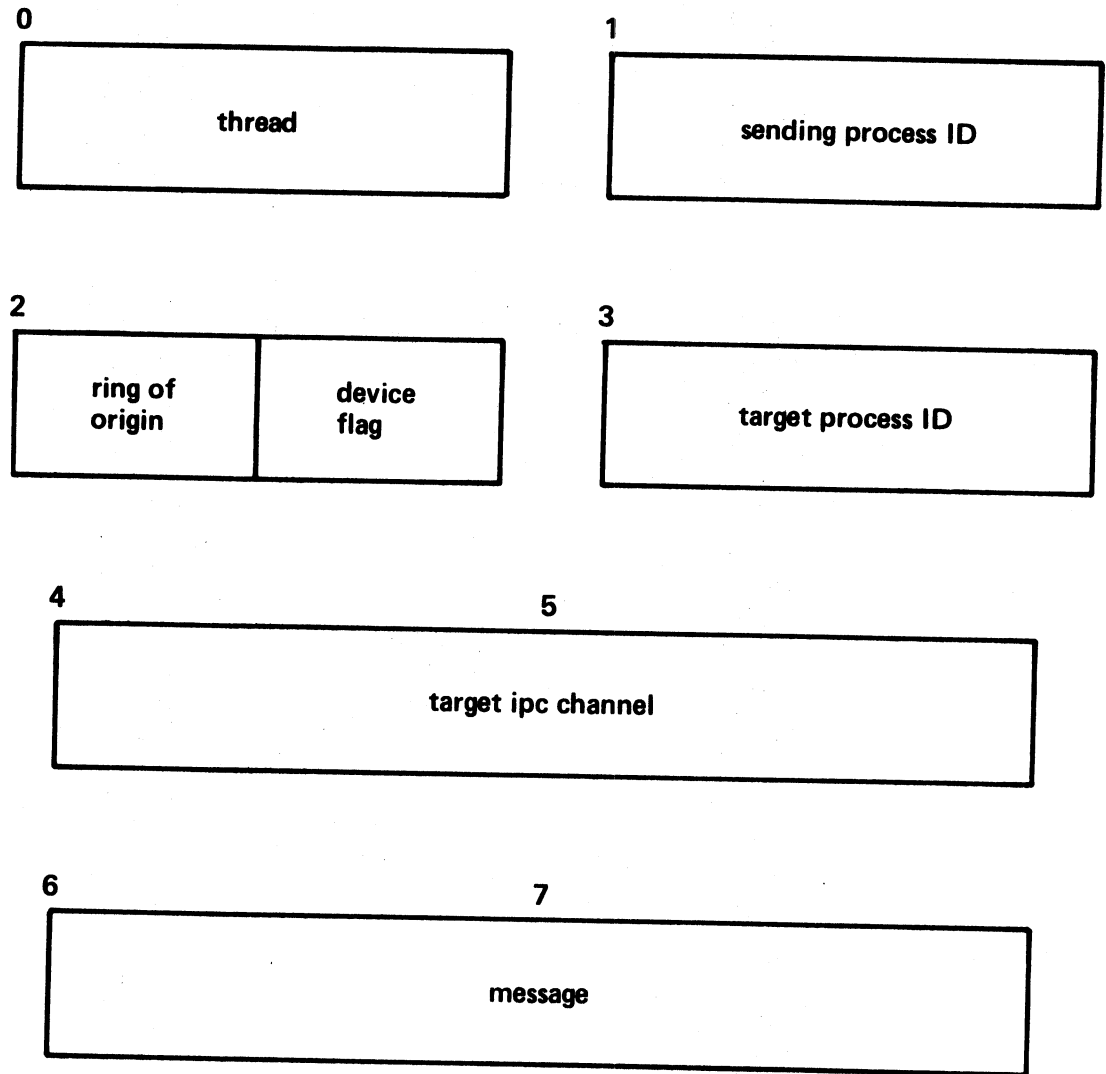 0
1
thread
sending process ID
2
3
ring of
origin
device
flag
target process ID
4
5
target ipc channel
6
7
message